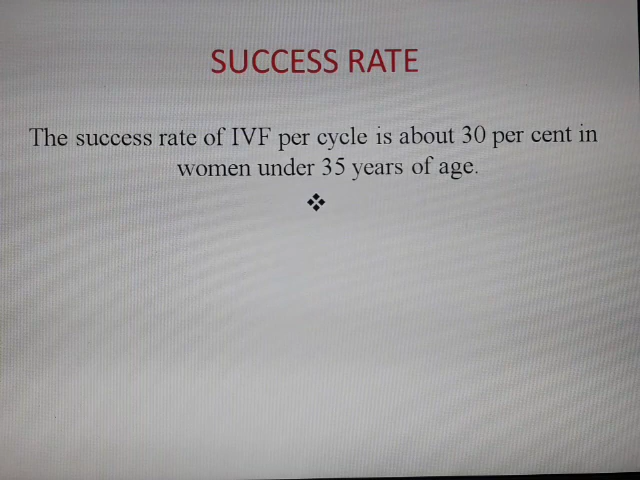 SUCCESS RATE
The success rate of IVF per cycle is about 30 per cent in
women under 35 years of age.
❖